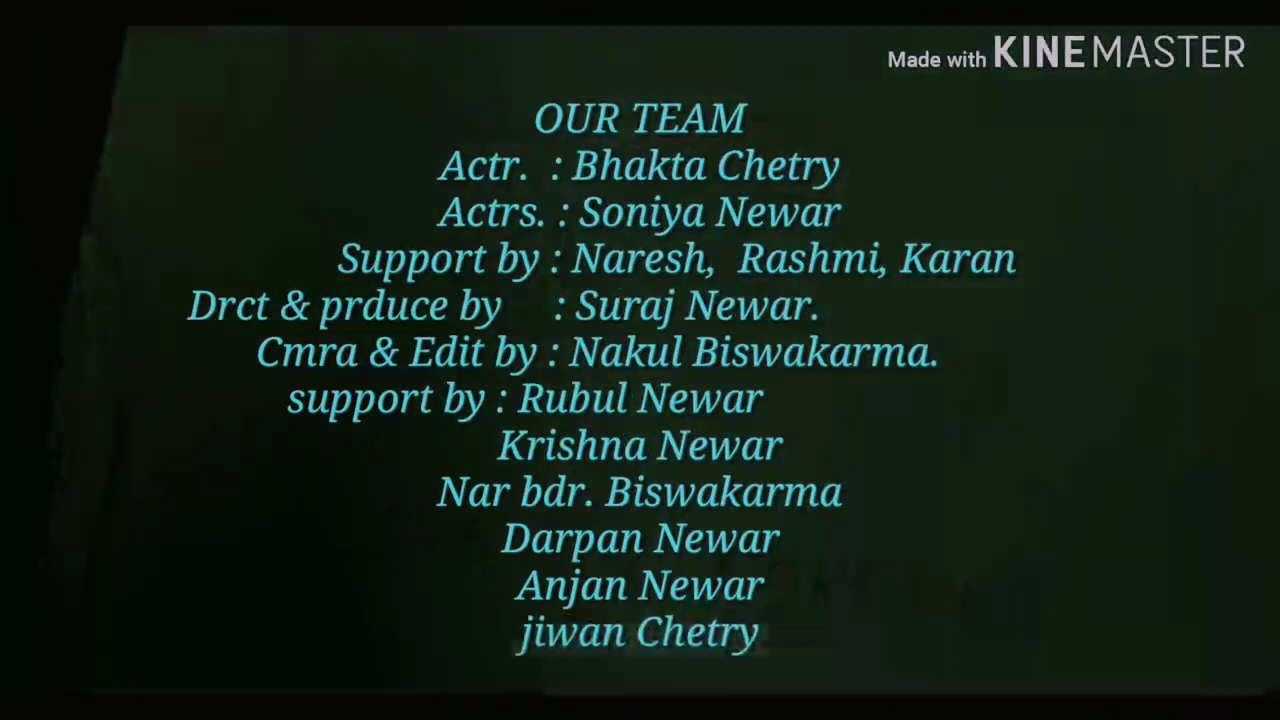 Made with KINEMASTER
OUR TEAM
Actr. : Bhakta Chetry
Actrs. : Soniya Newar
Support by : Naresh, Rashmi, Karan
Drct & prduce by : Suraj Newar.
Cmra & Edit by : Nakul Biswakarma.
support by : Rubul Newar
Krishna Newar
Nar bdr. Biswakarma
Darpan Newar
Anjan Newar
jiwan Chetry